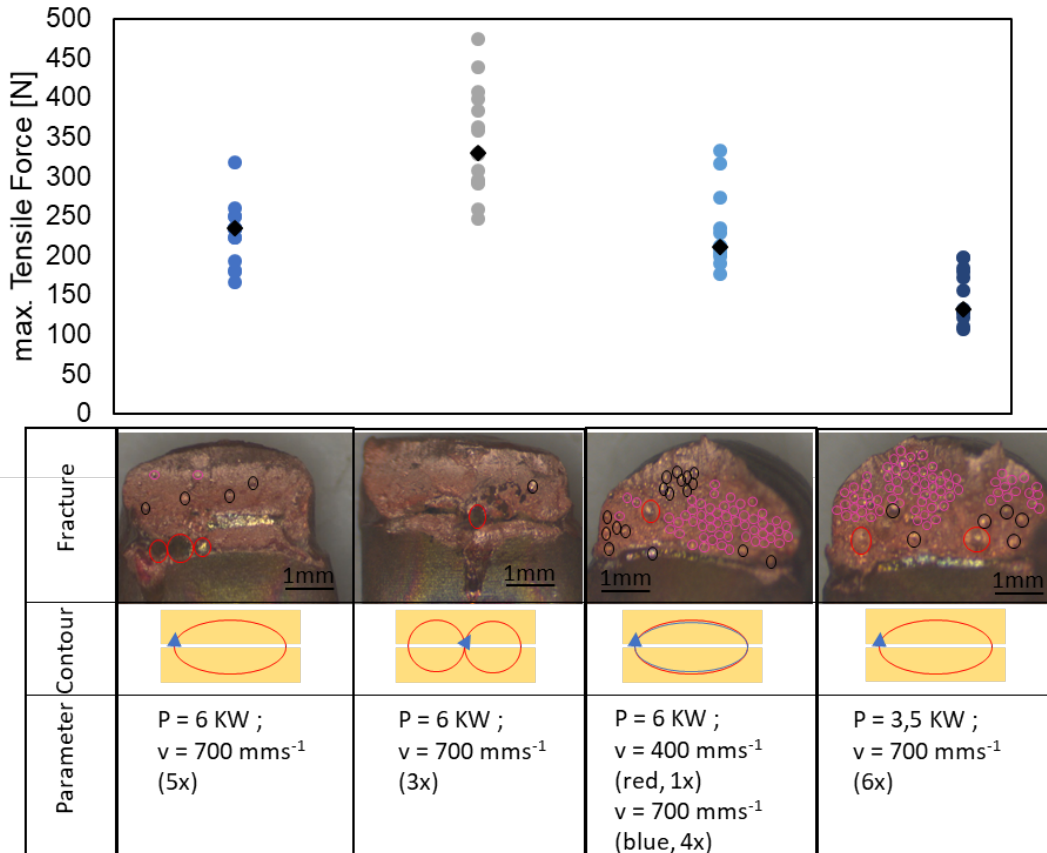 max. Tensile Force [N]
500
450
400
350
300
250
200
150
100
50
0
Fracture
1mm
1mm
1mm
1mm
Contour
Parameter
P = 6 KW ;
v = 700 mms⁻¹
(5x)
P = 6 KW ;
v = 700 mms⁻¹
(3x)
P = 6 KW ;
v = 400 mms⁻¹
(red, 1x)
v = 700 mms⁻¹
(blue, 4x)
P = 3,5 KW ;
v = 700 mms⁻¹
(6x)